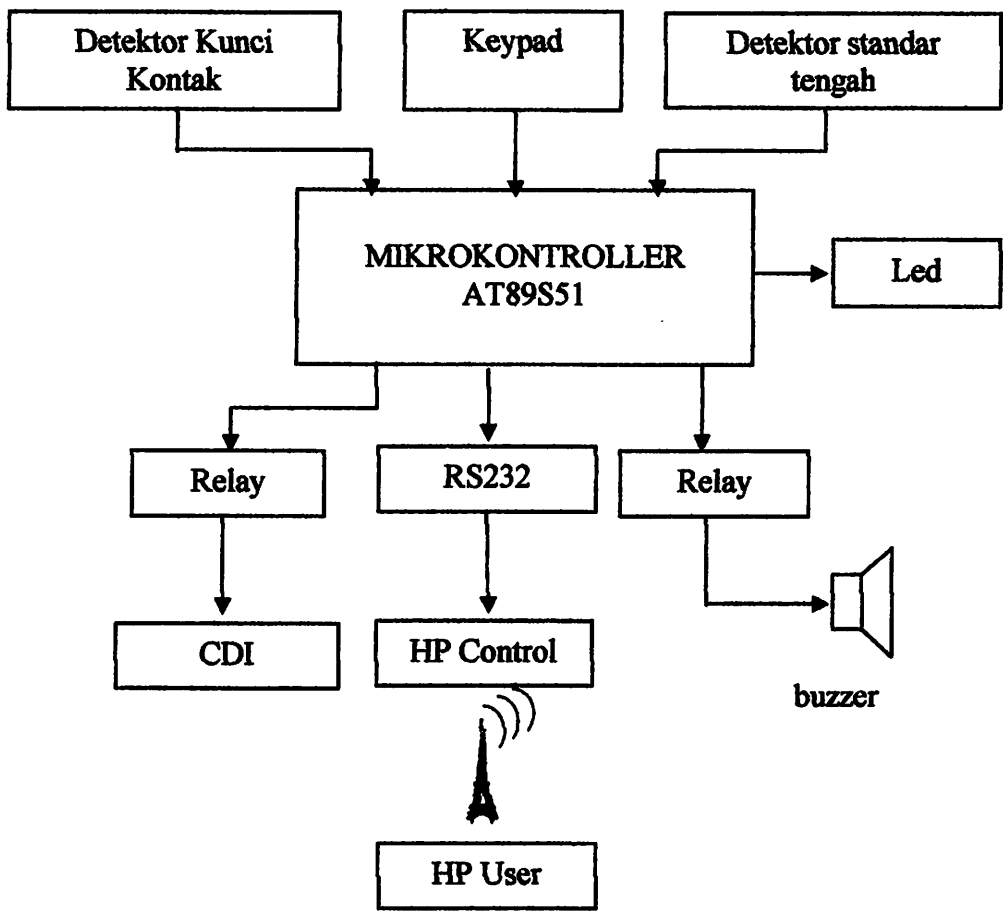 Detektor Kunci
Kontak
Keypad
Detektor standar
tengah
MIKROKONTROLLER
AT89S51
Led
Relay
RS232
Relay
CDI
HP Control
buzzer
HP User